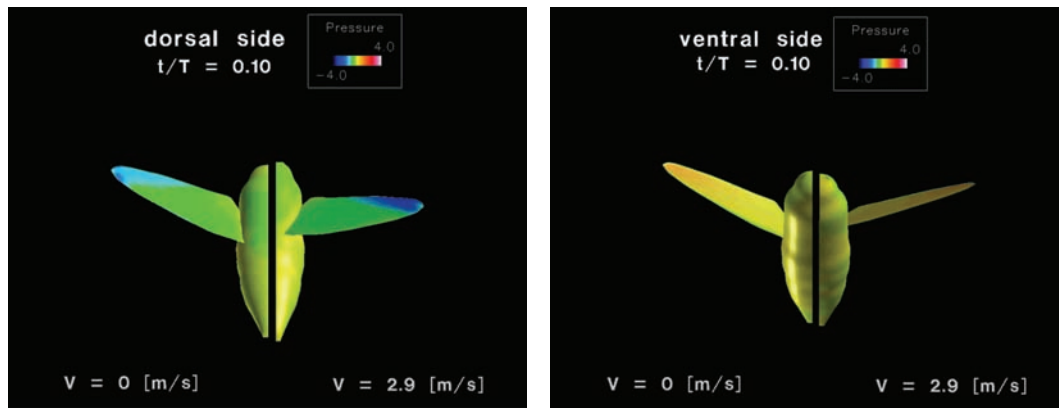 dorsal side
t/T = 0.10
Pressure
4.0
−4.0
V = 0 [m/s]
V = 2.9 [m/s]
ventral side
t/T = 0.10
Pressure
4.0
−4.0
V = 0 [m/s]
V = 2.9 [m/s]